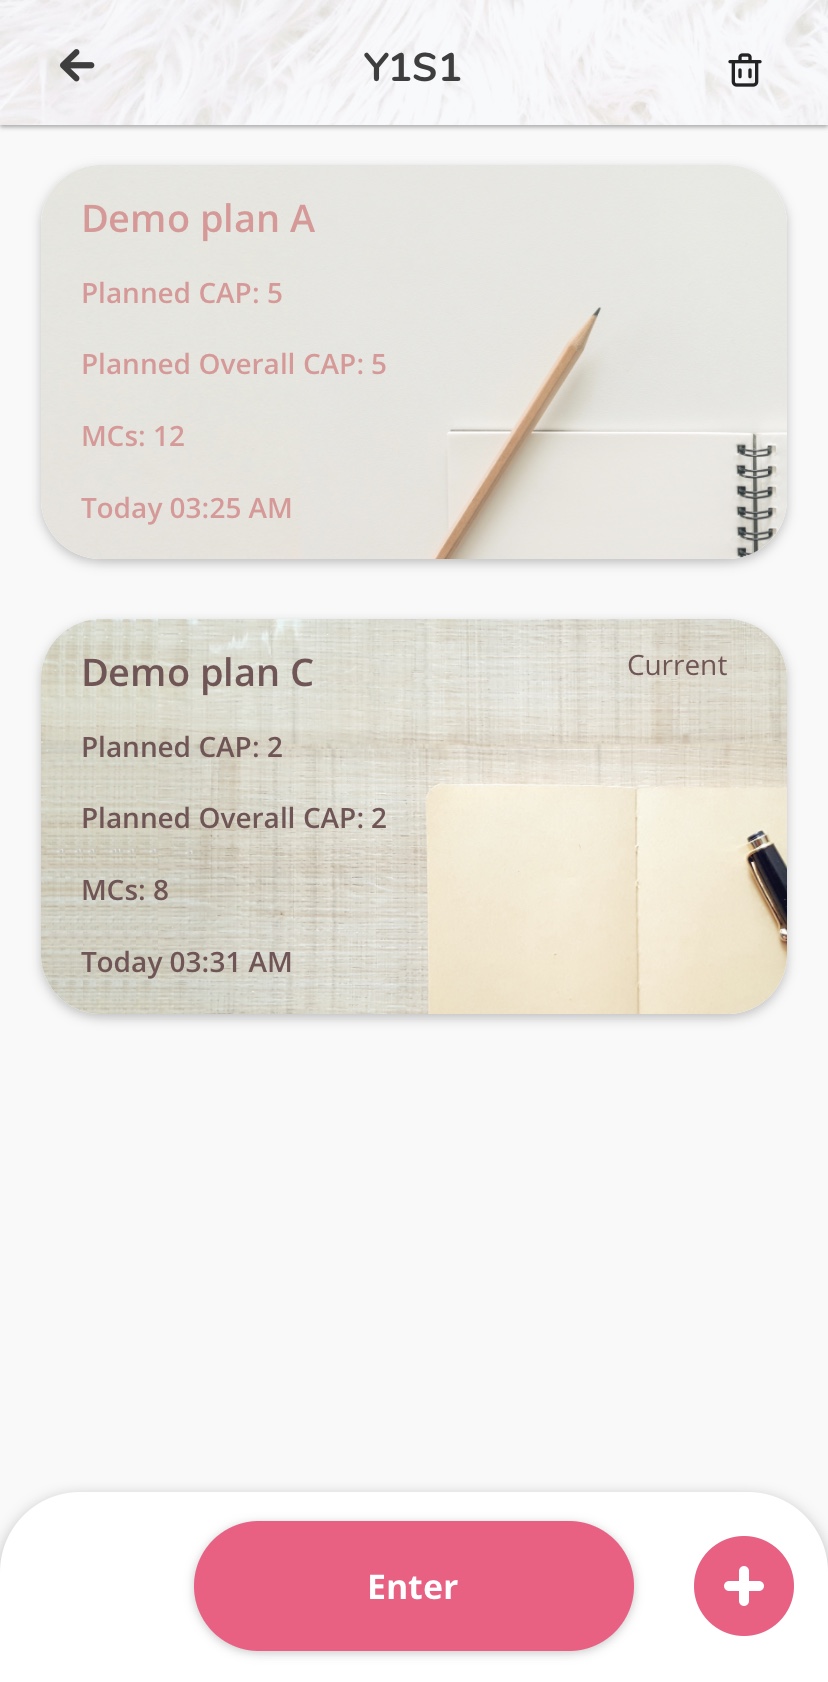 Y1S1
Demo plan A
Planned CAP: 5
Planned Overall CAP: 5
MCs: 12
Today 03:25 AM
Demo plan C
Current
Planned CAP: 2
Planned Overall CAP: 2
MCs: 8
Today 03:31 AM
Enter